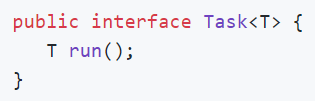 public interface Task<T> {
   T run();
}